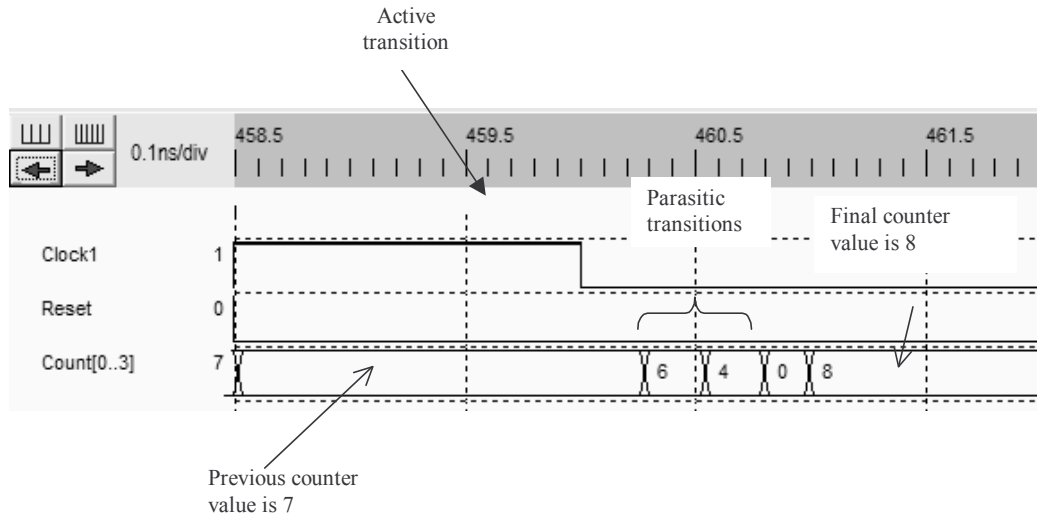 Active
transition
0.1ns/div
458.5 459.5 460.5 461.5
Parasitic
transitions
Final counter
value is 8
Clock1 1
Reset 0
Count[0..3] 7 6 4 0 8
Previous counter
value is 7